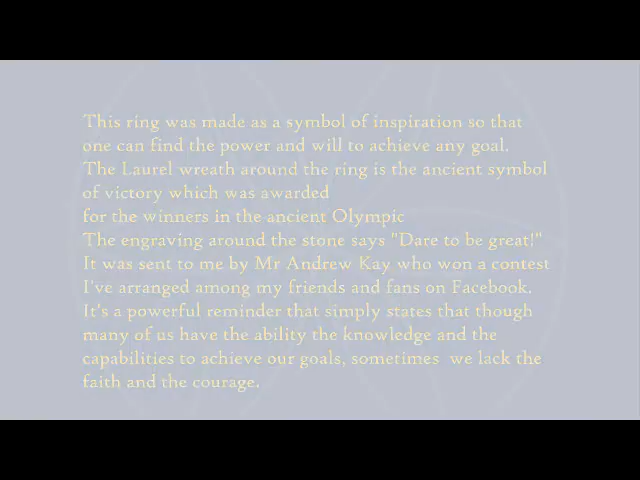 This ring was made as a symbol of inspiration so that
one can find the power and will to achieve any goal.
The Laurel wreath around the ring is the ancient symbol
of victory which was awarded
for the winners in the ancient Olympic
The engraving around the stone says "Dare to be great!"
It was sent to me by Mr Andrew Kay who won a contest
I've arranged among my friends and fans on Facebook.
It's a powerful reminder that simply states that though
many of us have the ability the knowledge and the
capabilities to achieve our goals, sometimes  we lack the
faith and the courage.